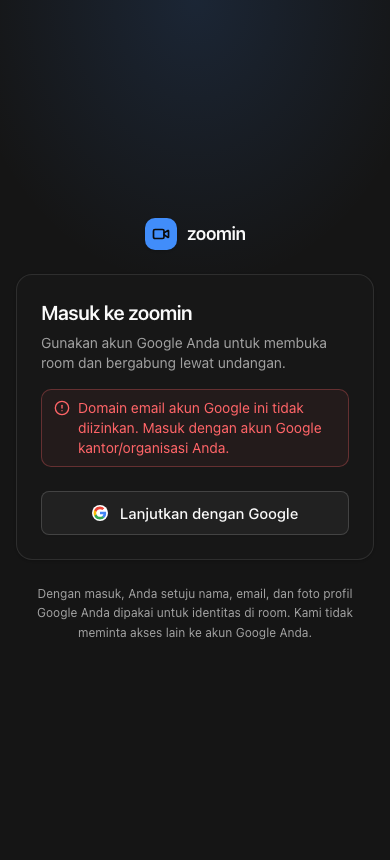 zoomin
Masuk ke zoomin
Gunakan akun Google Anda untuk membuka
room dan bergabung lewat undangan.
Domain email akun Google ini tidak
diizinkan. Masuk dengan akun Google
kantor/organisasi Anda.
Lanjutkan dengan Google
Dengan masuk, Anda setuju nama, email, dan foto profil
Google Anda dipakai untuk identitas di room. Kami tidak
meminta akses lain ke akun Google Anda.